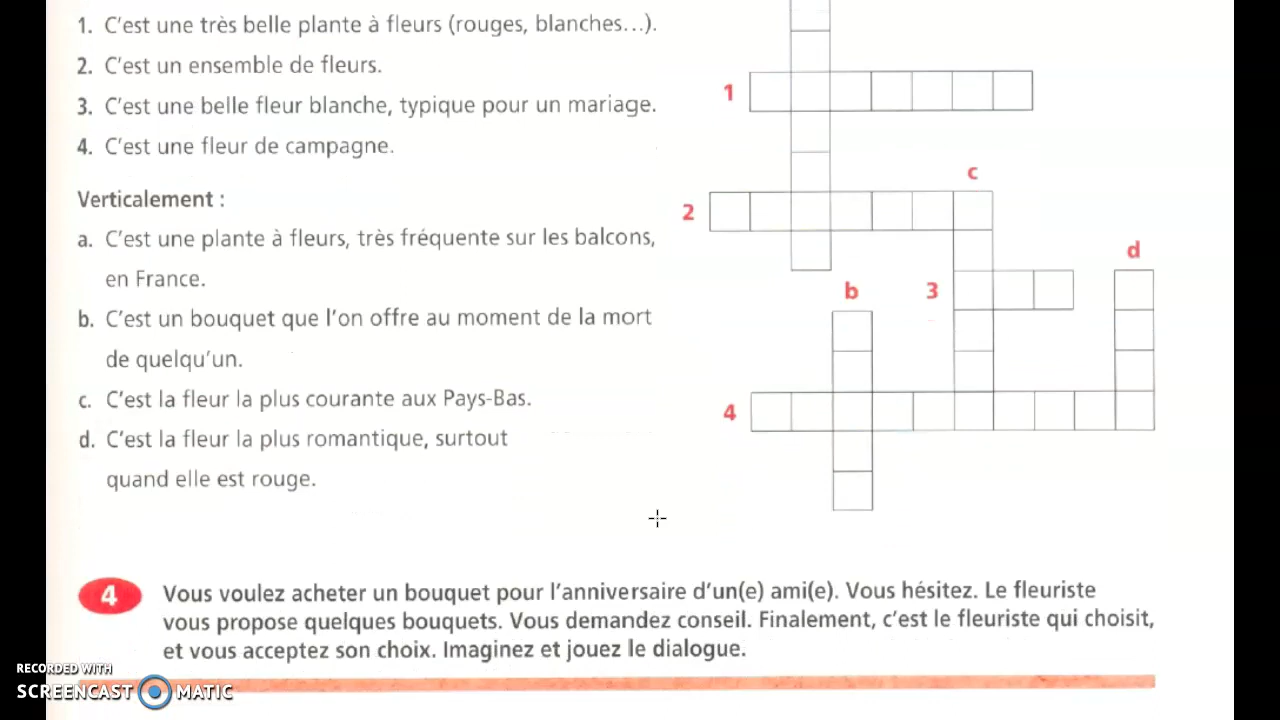 1. C'est une très belle plante à fleurs (rouges, blanches...).
2. C'est un ensemble de fleurs.
3. C'est une belle fleur blanche, typique pour un mariage.
4. C'est une fleur de campagne.
Verticalement :
a. C'est une plante à fleurs, très fréquente sur les balcons,
en France.
b. C'est un bouquet que l'on offre au moment de la mort
de quelqu'un.
c. C'est la fleur la plus courante aux Pays-Bas.
d. C'est la fleur la plus romantique, surtout
quand elle est rouge.
1
c
2
d
b
3
4
4 Vous voulez acheter un bouquet pour l'anniversaire d'un(e) ami(e). Vous hésitez. Le fleuriste
vous propose quelques bouquets. Vous demandez conseil. Finalement, c'est le fleuriste qui choisit,
et vous acceptez son choix. Imaginez et jouez le dialogue.
RECORDED WITH
SCREENCAST MATIC